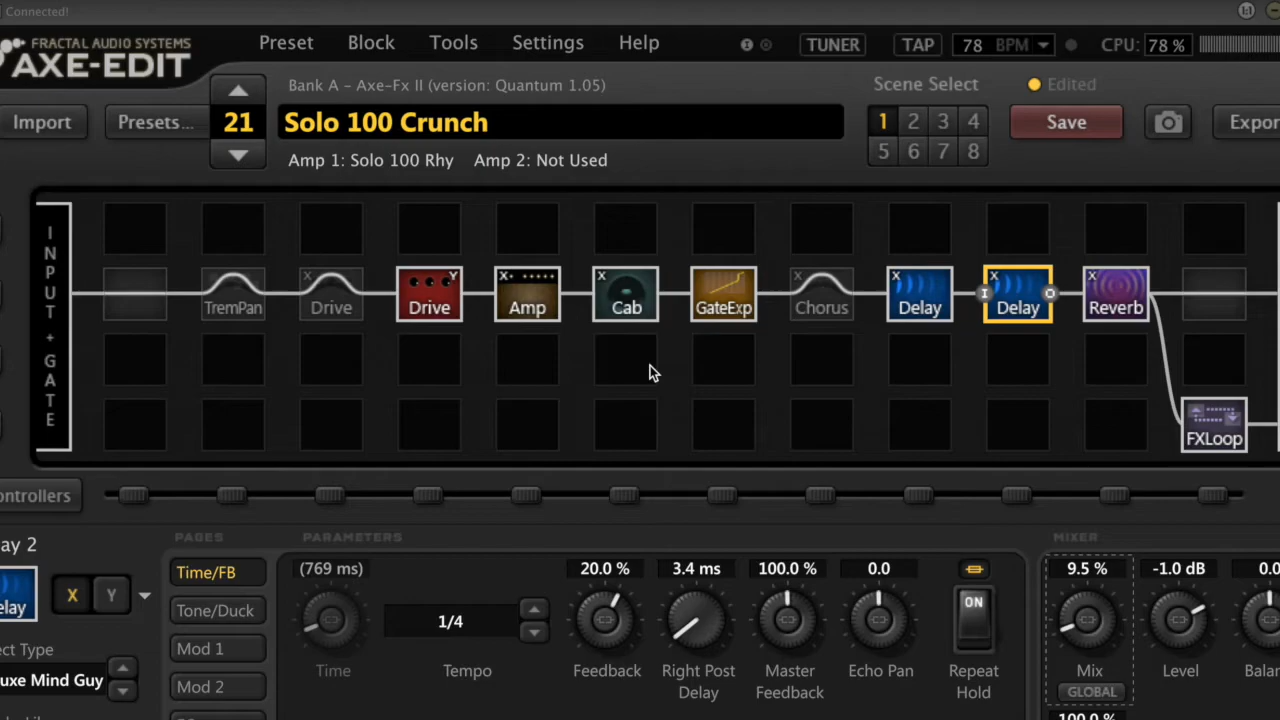 Connected!
FRACTAL AUDIO SYSTEMS
AXE-EDIT
Preset Block Tools Settings Help
TUNER TAP 78 BPM CPU: 78 %
Bank A – Axe-Fx II (version: Quantum 1.05)
Scene Select Edited
Import Presets... 21 Solo 100 Crunch
1 2 3 4
5 6 7 8
Save Expor
Amp 1: Solo 100 Rhy Amp 2: Not Used
INPUT + GATE
TremPan
X Drive
Y Drive
X Amp
X Cab
GateExp
X Chorus
X Delay
X I Delay O
X Reverb
FXLoop
ontrollers
ay 2
elay
X Y
ect Type
uxe Mind Guy
PAGES
Time/FB
Tone/Duck
Mod 1
Mod 2
PARAMETERS
(769 ms) 20.0 % 3.4 ms 100.0 % 0.0
1/4
ON
Time Tempo Feedback Right Post Delay Master Feedback Echo Pan Repeat Hold
MIXER
9.5 % -1.0 dB 0.0
Mix Level Balan
GLOBAL
100.0 %